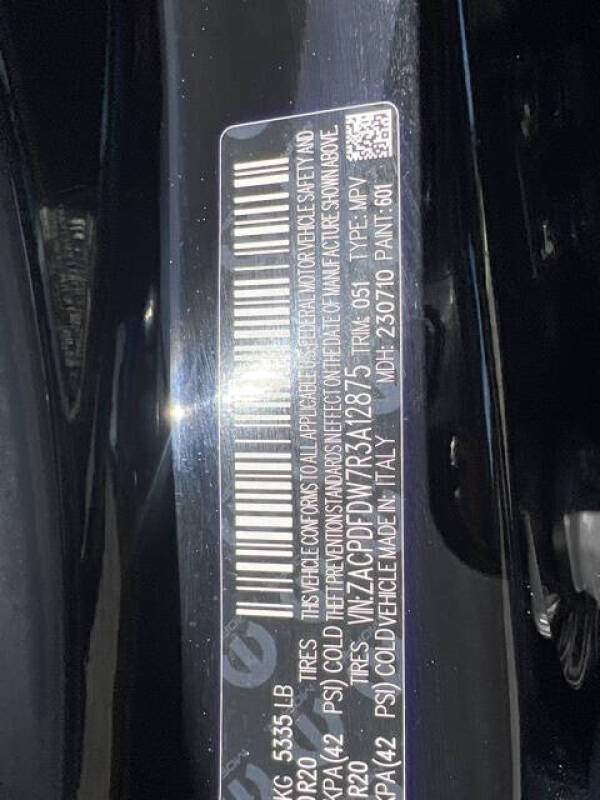 KG 5335 LB
R20 TIRES THIS VEHICLE CONFORMS TO ALL APPLICABLE U.S. FEDERAL MOTOR VEHICLE SAFETY AND
KPA(42 PSI) COLD THEFT PREVENTION STANDARDS IN EFFECT ON THE DATE OF MANUFACTURE SHOWN ABOVE.
R20 TIRES VIN: ZACPDFDW7R3A12875 TRIM: 051 TYPE: MPV
KPA(42 PSI) COLD VEHICLE MADE IN: ITALY MDH: 230710 PAINT: 601